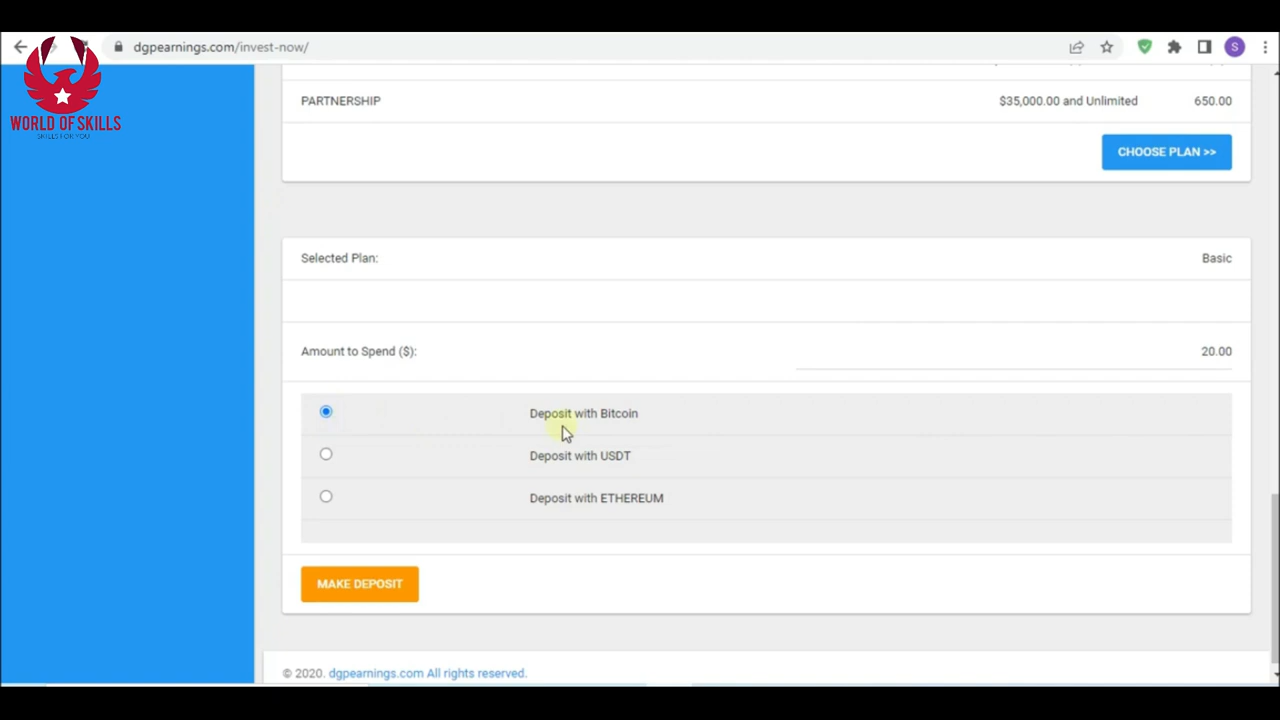 dgpearnings.com/invest-now/
S
WORLD OF SKILLS
SKILLS FOR YOU
PARTNERSHIP $35,000.00 and Unlimited 650.00
CHOOSE PLAN >>
Selected Plan: Basic
Amount to Spend ($): 20.00
Deposit with Bitcoin
Deposit with USDT
Deposit with ETHEREUM
MAKE DEPOSIT
© 2020. dgpearnings.com All rights reserved.